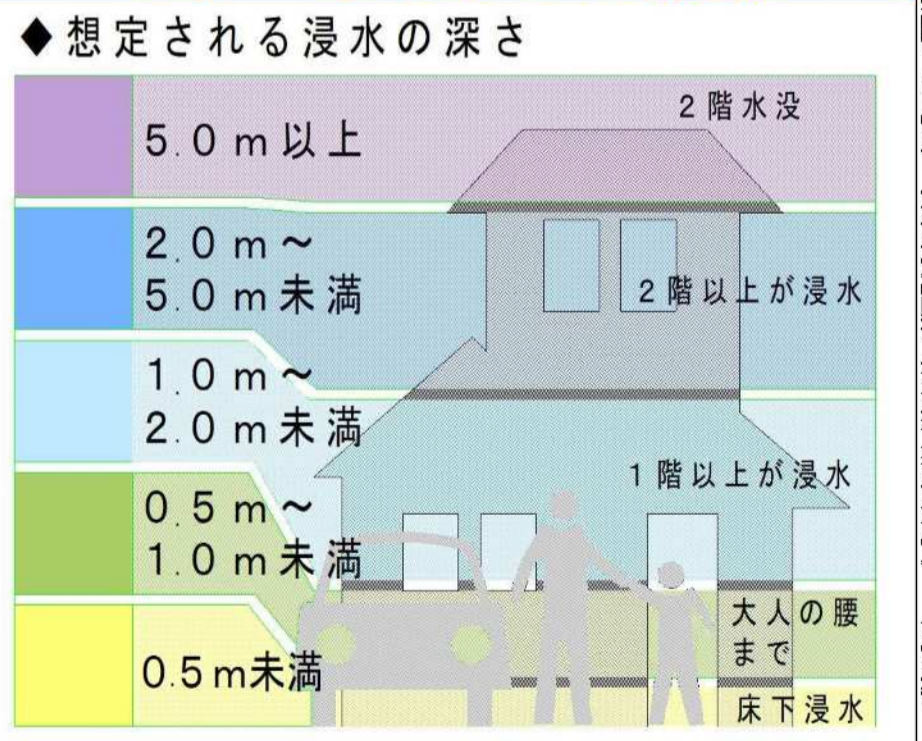 ◆想定される浸水の深さ
5.0m以上
2階水没
2.0m～
5.0m未満
2階以上が浸水
1.0m～
2.0m未満
1階以上が浸水
0.5m～
1.0m未満
大人の腰
まで
0.5m未満
床下浸水